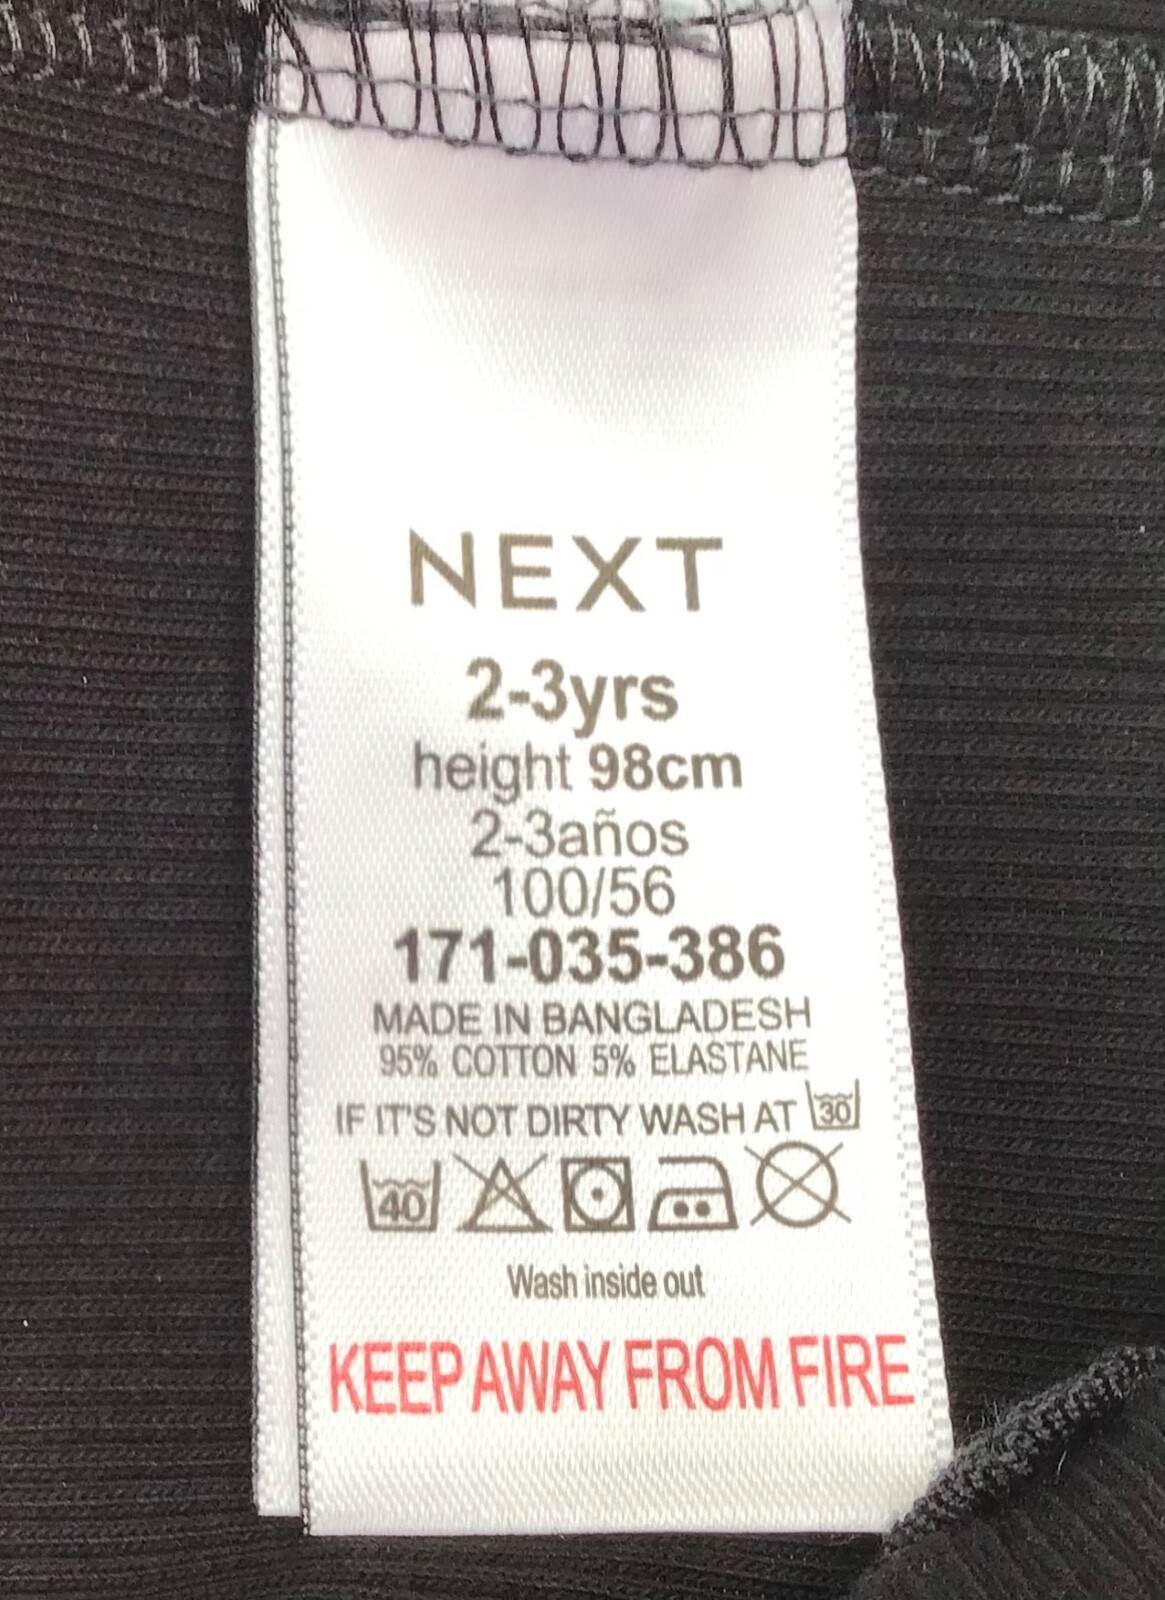 NEXT
2-3yrs
height 98cm
2-3años
100/56
171-035-386
MADE IN BANGLADESH
95% COTTON 5% ELASTANE
IF IT'S NOT DIRTY WASH AT 30
40
Wash inside out
KEEP AWAY FROM FIRE